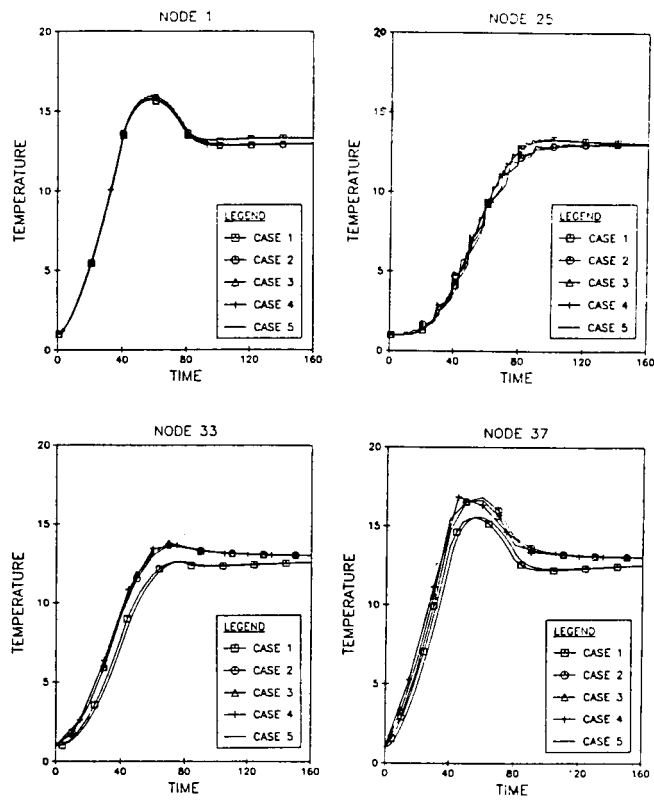 NODE 1
20
15
10
5
0
TEMPERATURE
0 40 80 120 160
TIME
LEGEND
CASE 1
CASE 2
CASE 3
CASE 4
CASE 5
NODE 25
20
15
10
5
0
TEMPERATURE
0 40 80 120 160
TIME
LEGEND
CASE 1
CASE 2
CASE 3
CASE 4
CASE 5
NODE 33
20
15
10
5
0
TEMPERATURE
0 40 80 120 160
TIME
LEGEND
CASE 1
CASE 2
CASE 3
CASE 4
CASE 5
NODE 37
20
15
10
5
0
TEMPERATURE
0 40 80 120 160
TIME
LEGEND
CASE 1
CASE 2
CASE 3
CASE 4
CASE 5